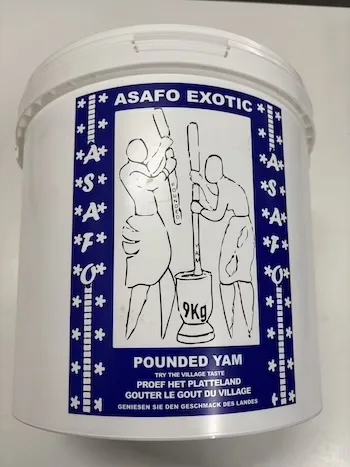 ASAFO EXOTIC
ASAFO
ASAFO
9Kg
POUNDED YAM
TRY THE VILLAGE TASTE
PROEF HET PLATTELAND
GOUTER LE GOUT DU VILLAGE
GENIESEN SIE DEN GESCHMACK DES LANDES